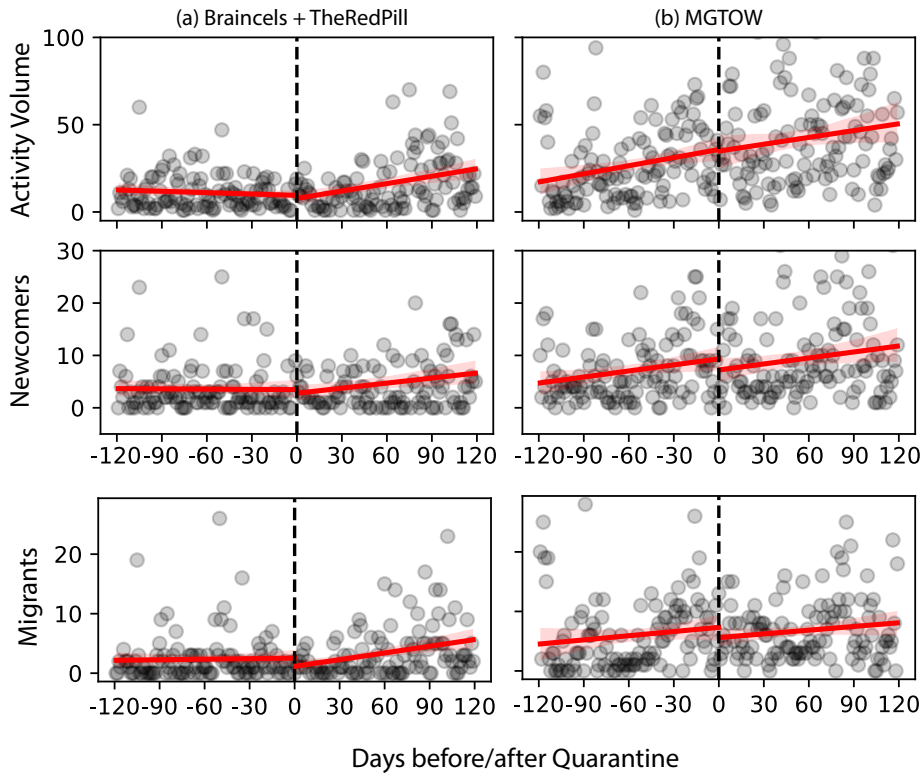 (a) Braincels + TheRedPill
(b) MGTOW
Activity Volume
100
50
0
Newcomers
30
20
10
0
-120 -90 -60 -30 0 30 60 90 120
-120 -90 -60 -30 0 30 60 90 120
Migrants
20
10
0
-120 -90 -60 -30 0 30 60 90 120
-120 -90 -60 -30 0 30 60 90 120
Days before/after Quarantine